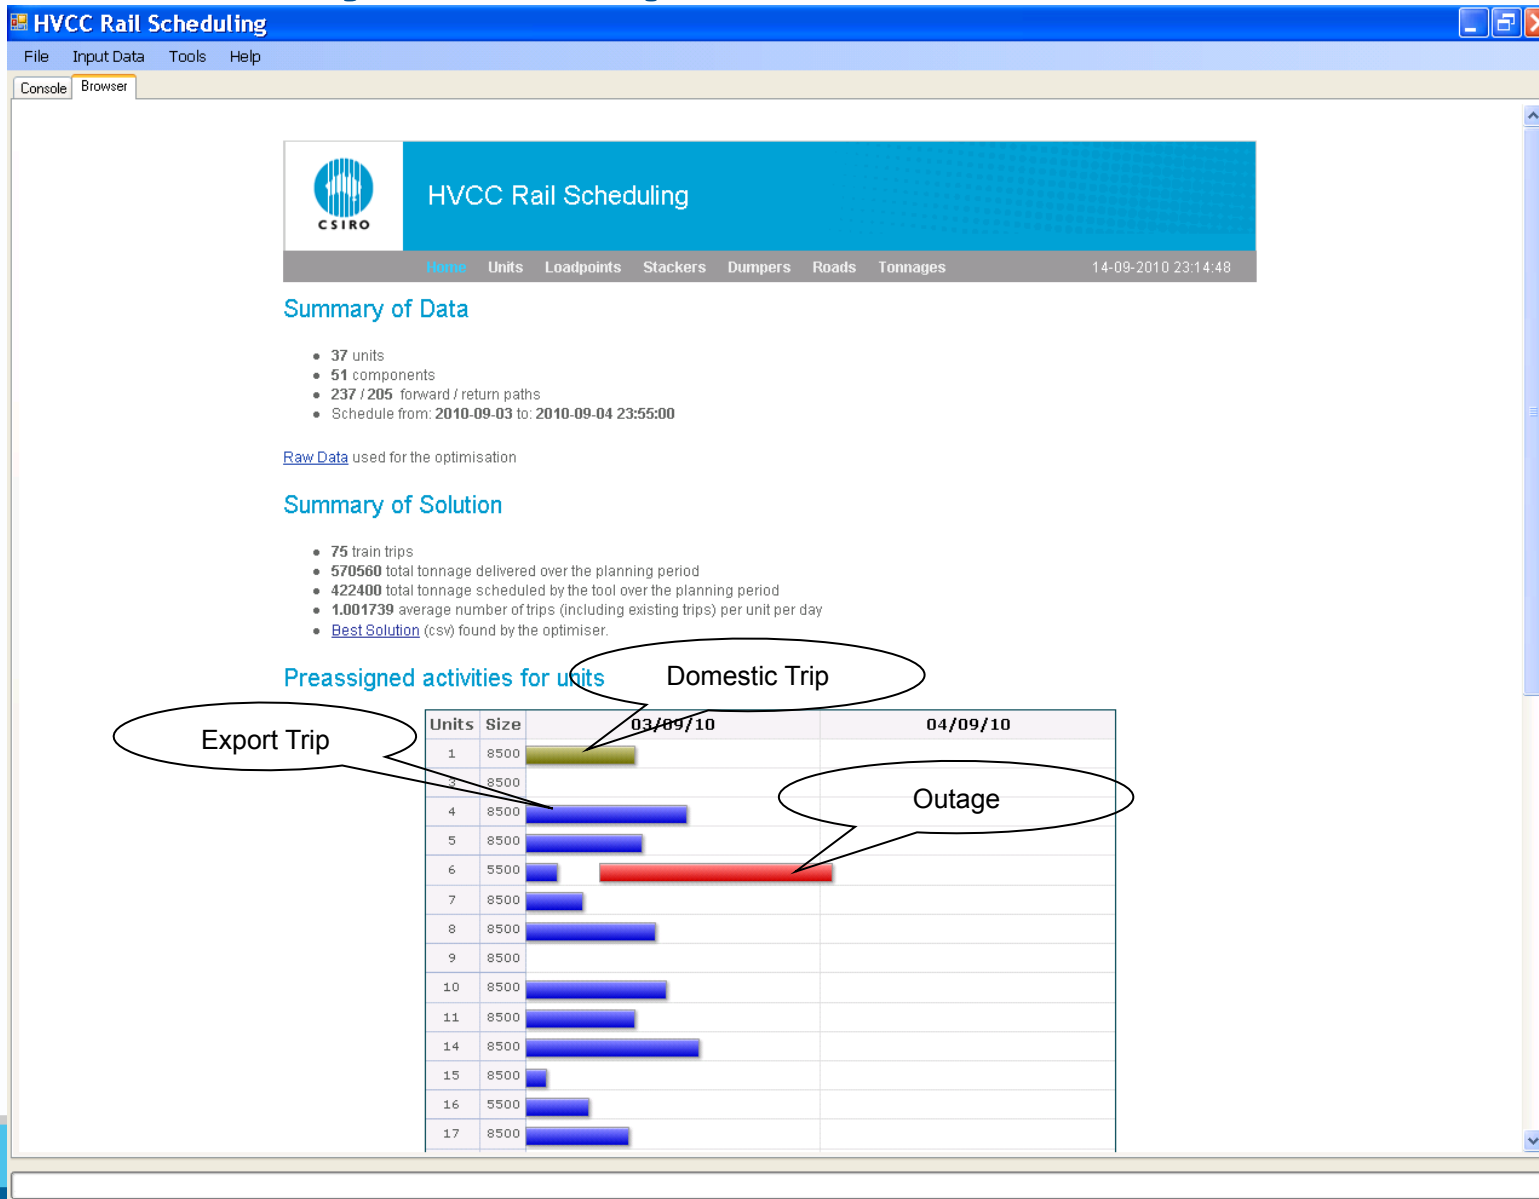 HVCC Rail Scheduling
File Input Data Tools Help
Console Browser
CSIRO
HVCC Rail Scheduling
Home Units Loadpoints Stackers Dumpers Roads Tonnages 14-09-2010 23:14:48
Summary of Data
37 units
51 components
237 / 205 forward / return paths
Schedule from: 2010-09-03 to: 2010-09-04 23:55:00
Raw Data used for the optimisation
Summary of Solution
75 train trips
570560 total tonnage delivered over the planning period
422400 total tonnage scheduled by the tool over the planning period
1.001739 average number of trips (including existing trips) per unit per day
Best Solution (csv) found by the optimiser.
Preassigned activities for units
Domestic Trip
Export Trip
Outage
Units Size 03/09/10 04/09/10
1 8500
3 8500
4 8500
5 8500
6 5500
7 8500
8 8500
9 8500
10 8500
11 8500
14 8500
15 8500
16 5500
17 8500